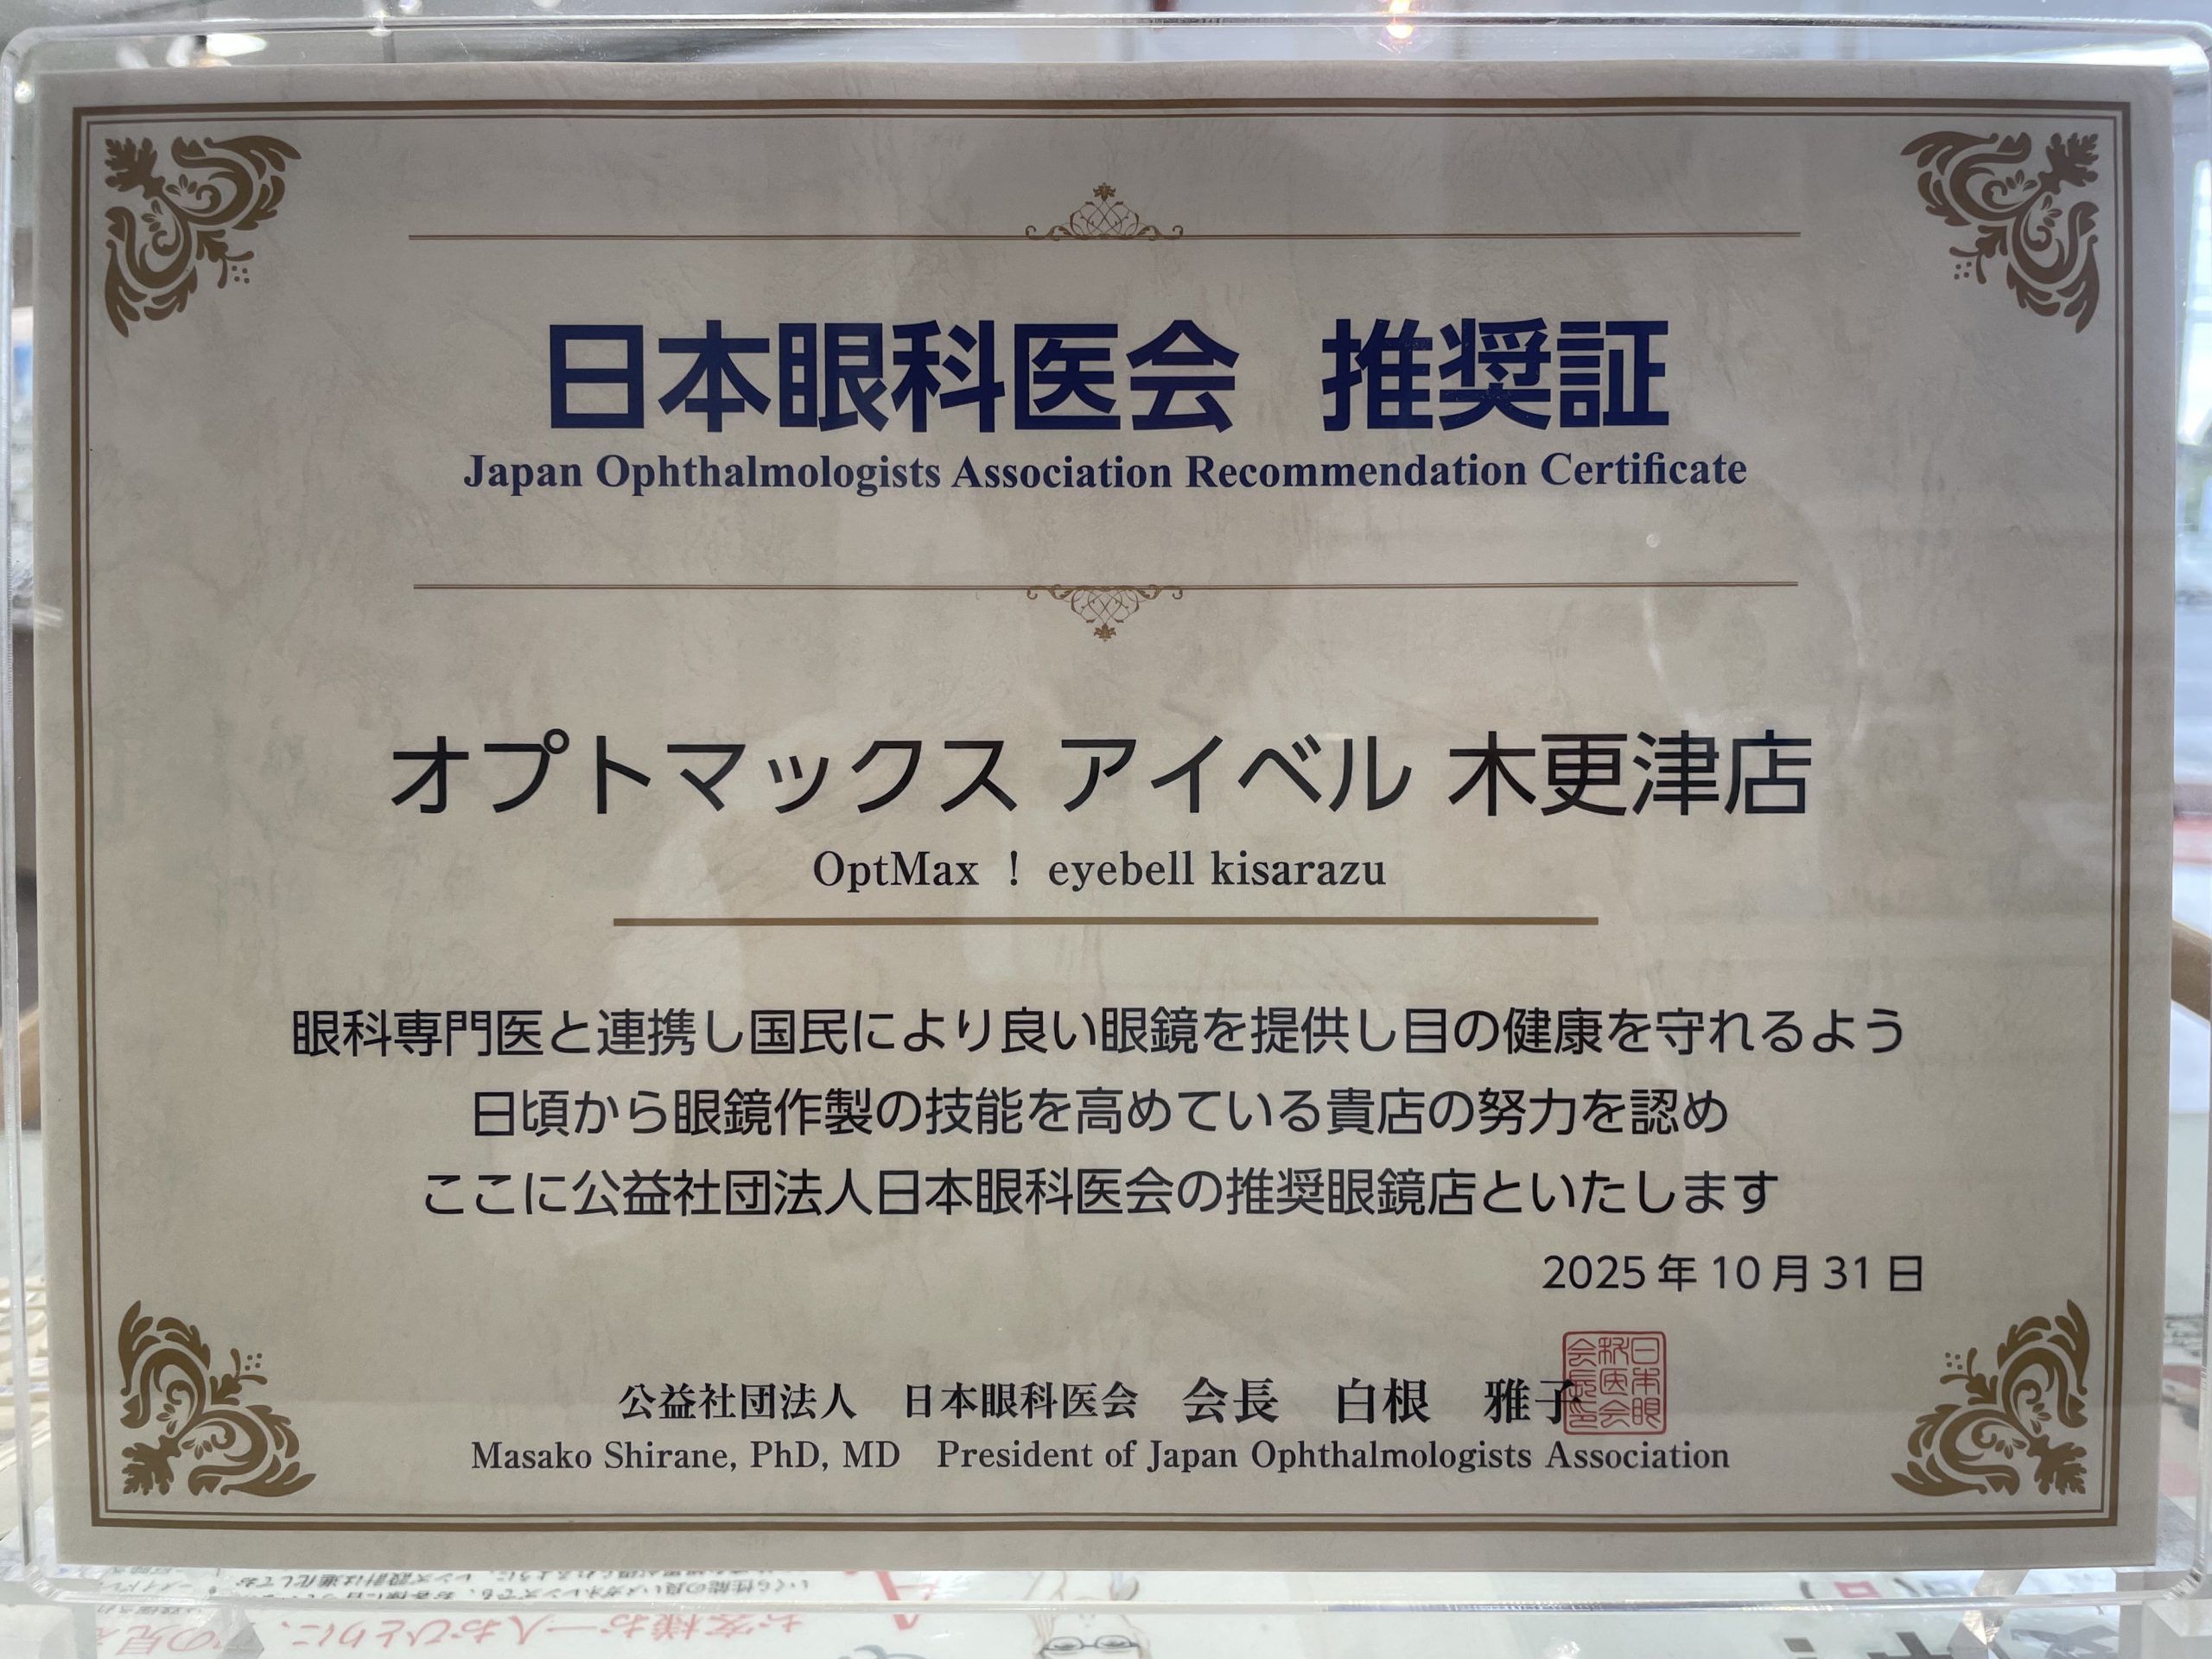 日本眼科医会 推奨証
Japan Ophthalmologists Association Recommendation Certificate
オプトマックス アイベル 木更津店
OptMax ！ eyebell kisarazu
眼科専門医と連携し国民により良い眼鏡を提供し目の健康を守れるよう
日頃から眼鏡作製の技能を高めている貴店の努力を認め
ここに公益社団法人日本眼科医会の推奨眼鏡店といたします
2025年10月31日
公益社団法人 日本眼科医会 会長 白根 雅子
Masako Shirane, PhD, MD President of Japan Ophthalmologists Association